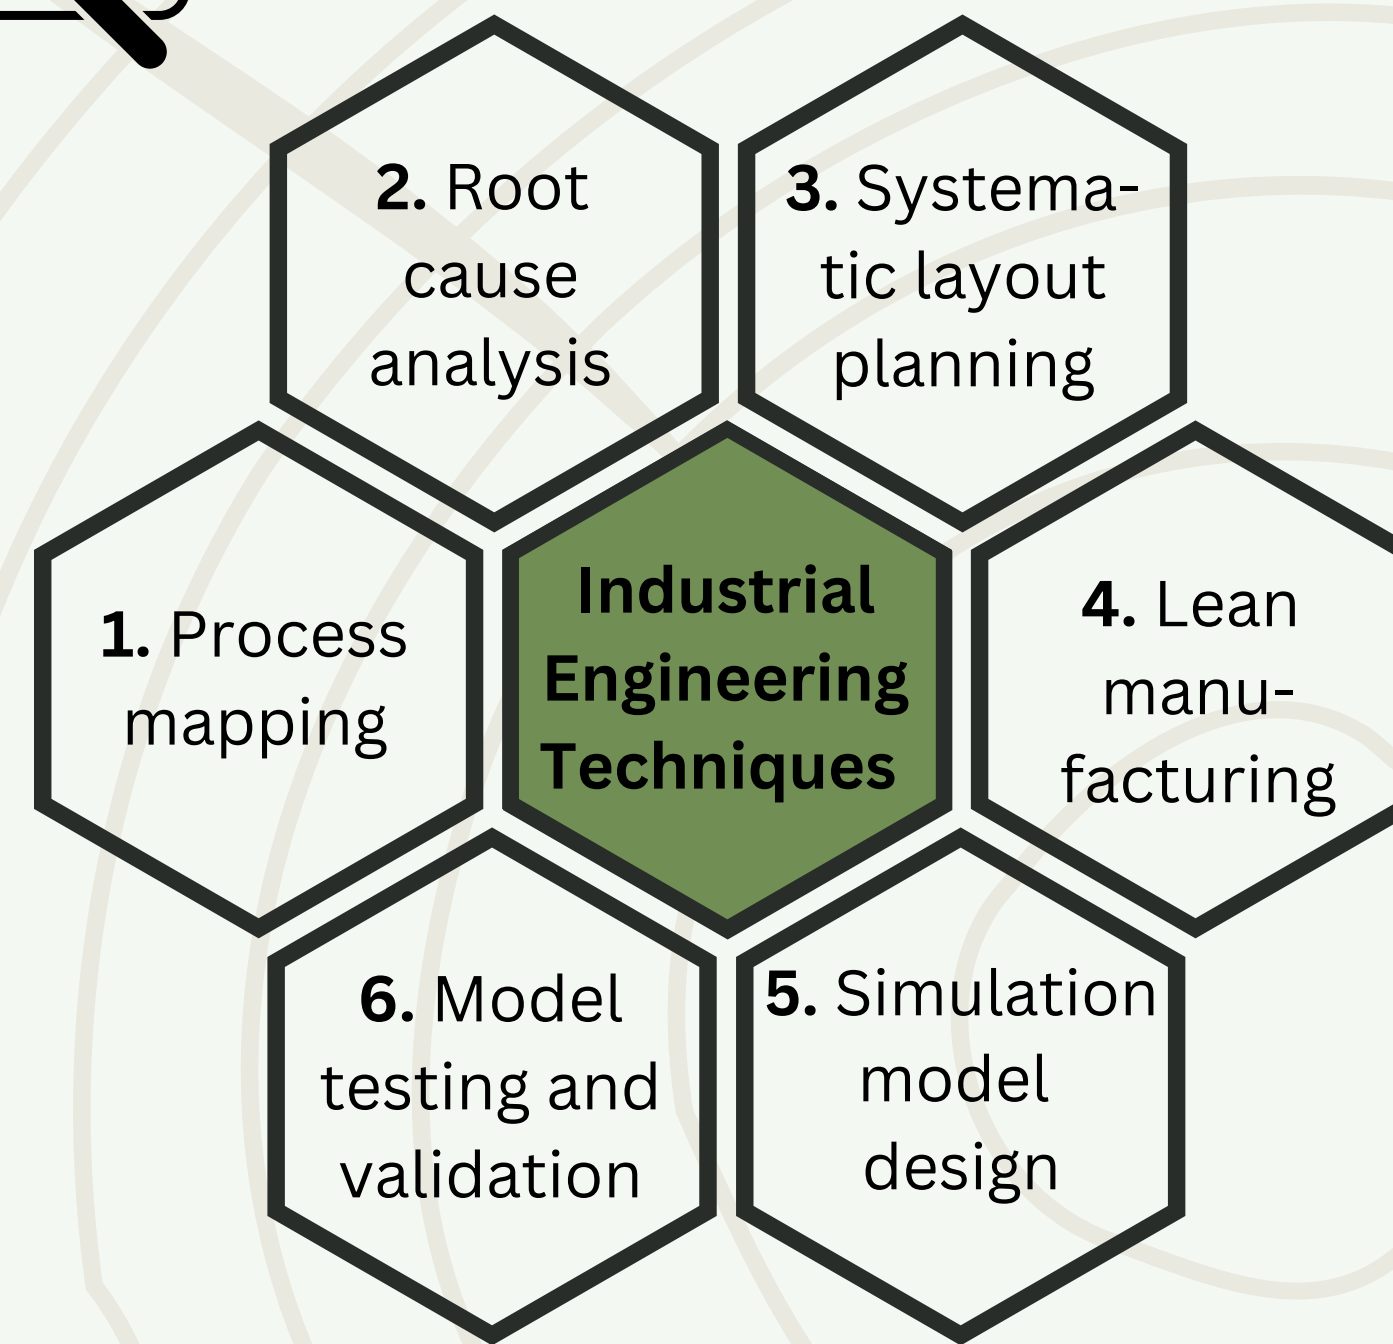 2. Root
cause
analysis
3. Systema-
tic layout
planning
1. Process
mapping
Industrial
Engineering
Techniques
4. Lean
manu-
facturing
6. Model
testing and
validation
5. Simulation
model
design